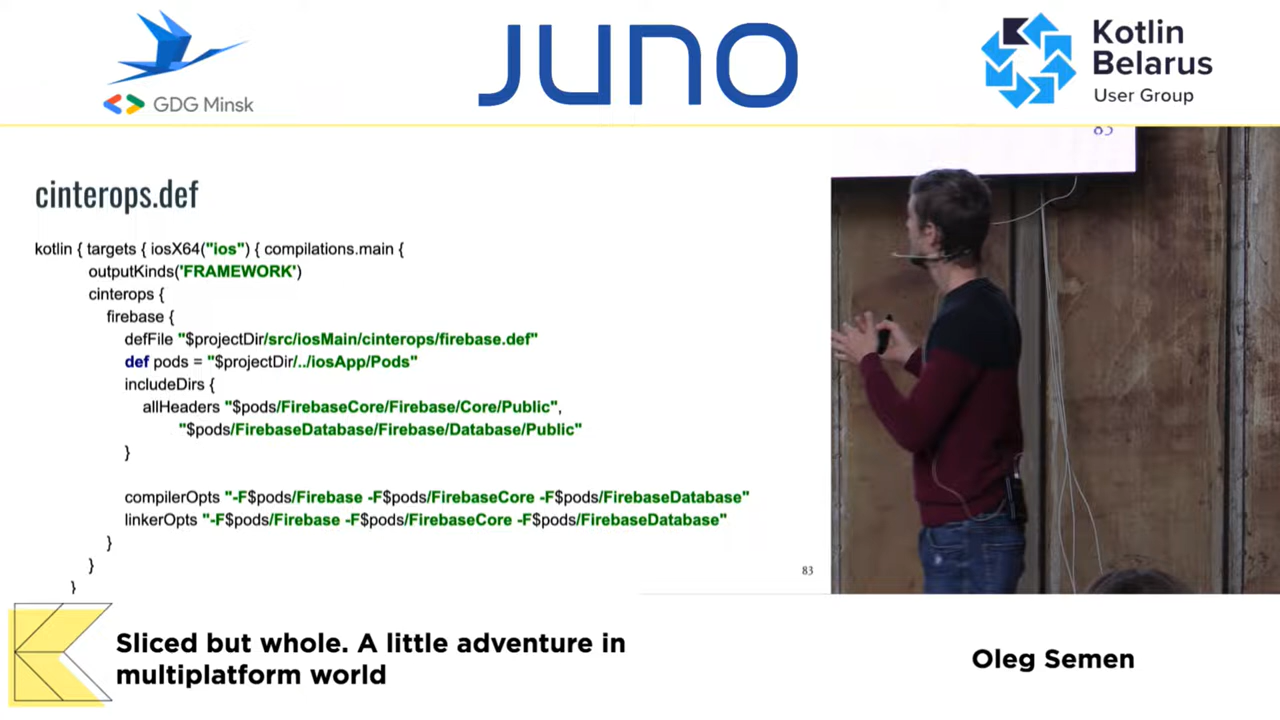 GDG Minsk
JUNO
Kotlin
Belarus
User Group
83
cinterops.def
kotlin { targets { iosX64("ios") { compilations.main {
outputKinds('FRAMEWORK')
cinterops {
firebase {
defFile "$projectDir/src/iosMain/cinterops/firebase.def"
def pods = "$projectDir/../iosApp/Pods"
includeDirs {
allHeaders "$pods/FirebaseCore/Firebase/Core/Public",
"$pods/FirebaseDatabase/Firebase/Database/Public"
}
compilerOpts "-F$pods/Firebase -F$pods/FirebaseCore -F$pods/FirebaseDatabase"
linkerOpts "-F$pods/Firebase -F$pods/FirebaseCore -F$pods/FirebaseDatabase"
}
}
}
83
Sliced but whole. A little adventure in
multiplatform world
Oleg Semen